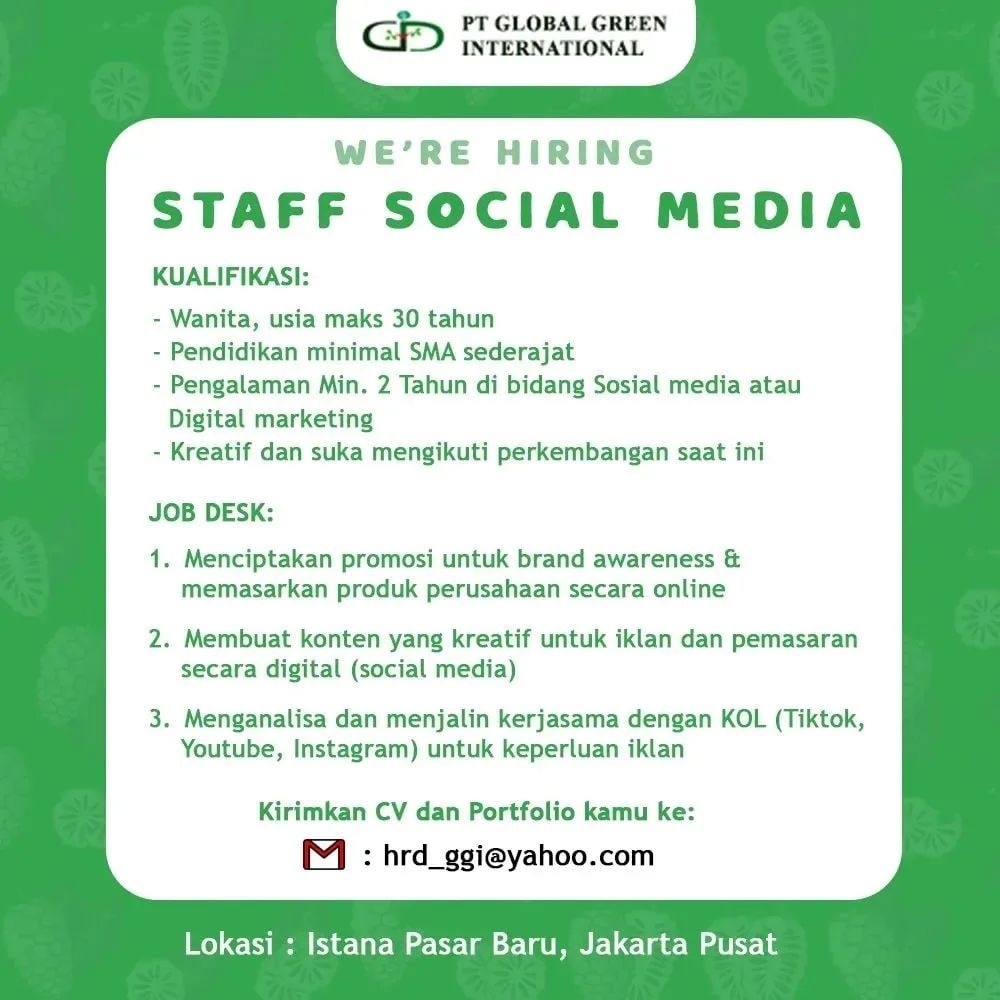 PT GLOBAL GREEN
INTERNATIONAL
WE'RE HIRING
STAFF SOCIAL MEDIA
KUALIFIKASI:
- Wanita, usia maks 30 tahun
- Pendidikan minimal SMA sederajat
- Pengalaman Min. 2 Tahun di bidang Sosial media atau
Digital marketing
- Kreatif dan suka mengikuti perkembangan saat ini
JOB DESK:
1. Menciptakan promosi untuk brand awareness &
memasarkan produk perusahaan secara online
2. Membuat konten yang kreatif untuk iklan dan pemasaran
secara digital (social media)
3. Menganalisa dan menjalin kerjasama dengan KOL (Tiktok,
Youtube, Instagram) untuk keperluan iklan
Kirimkan CV dan Portfolio kamu ke:
: hrd_ggi@yahoo.com
Lokasi : Istana Pasar Baru, Jakarta Pusat